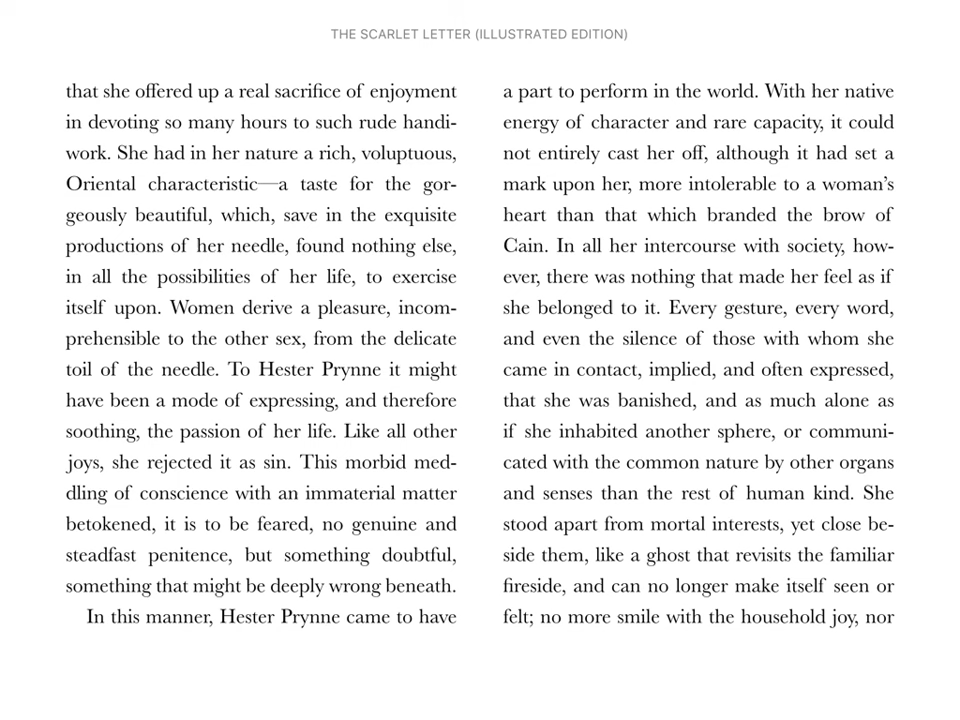 THE SCARLET LETTER (ILLUSTRATED EDITION)
that she offered up a real sacrifice of enjoyment
in devoting so many hours to such rude handi-
work. She had in her nature a rich, voluptuous,
Oriental characteristic—a taste for the gor-
geously beautiful, which, save in the exquisite
productions of her needle, found nothing else,
in all the possibilities of her life, to exercise
itself upon. Women derive a pleasure, incom-
prehensible to the other sex, from the delicate
toil of the needle. To Hester Prynne it might
have been a mode of expressing, and therefore
soothing, the passion of her life. Like all other
joys, she rejected it as sin. This morbid med-
dling of conscience with an immaterial matter
betokened, it is to be feared, no genuine and
steadfast penitence, but something doubtful,
something that might be deeply wrong beneath.
In this manner, Hester Prynne came to have
a part to perform in the world. With her native
energy of character and rare capacity, it could
not entirely cast her off, although it had set a
mark upon her, more intolerable to a woman’s
heart than that which branded the brow of
Cain. In all her intercourse with society, how-
ever, there was nothing that made her feel as if
she belonged to it. Every gesture, every word,
and even the silence of those with whom she
came in contact, implied, and often expressed,
that she was banished, and as much alone as
if she inhabited another sphere, or communi-
cated with the common nature by other organs
and senses than the rest of human kind. She
stood apart from mortal interests, yet close be-
side them, like a ghost that revisits the familiar
fireside, and can no longer make itself seen or
felt; no more smile with the household joy, nor